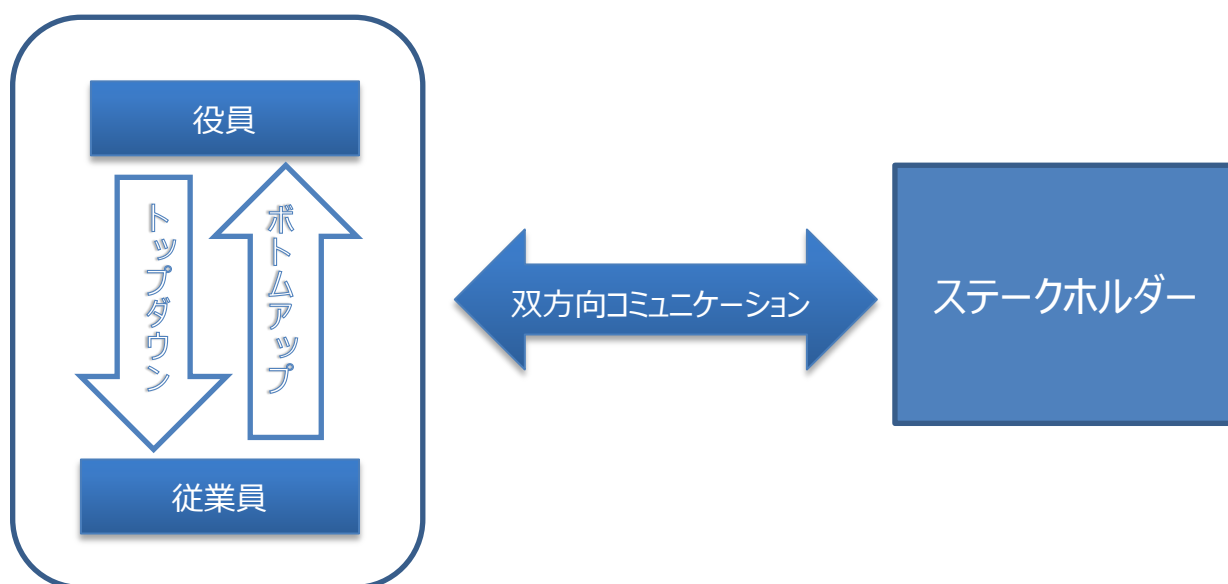 役員
トップダウン
ボトムアップ
従業員
双方向コミュニケーション
ステークホルダー